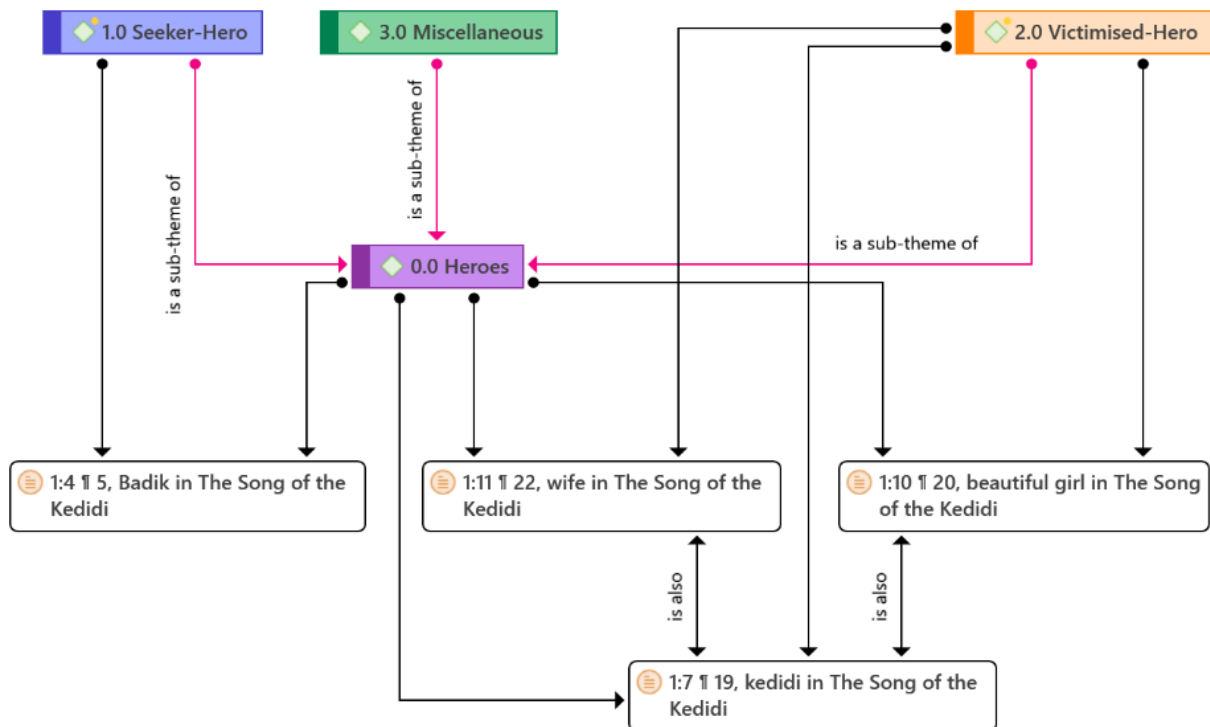 1.0 Seeker-Hero
3.0 Miscellaneous
2.0 Victimised-Hero
is a sub-theme of
is a sub-theme of
is a sub-theme of
0.0 Heroes
1:4 ¶ 5, Badik in The Song of the
Kedidi
1:11 ¶ 22, wife in The Song of the
Kedidi
1:10 ¶ 20, beautiful girl in The Song
of the Kedidi
is also
is also
1:7 ¶ 19, kedidi in The Song of the
Kedidi